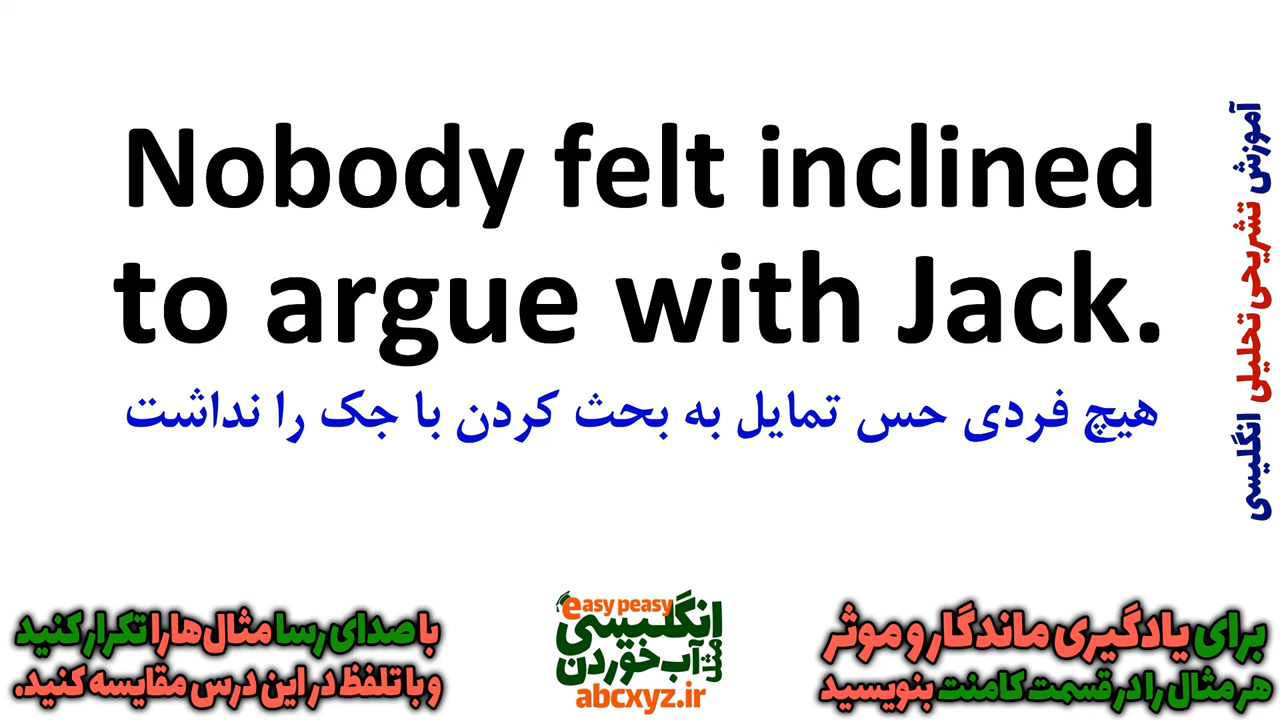 Nobody felt inclined
to argue with Jack.
هیچ فردی حس تمایل به بحث کردن با جک را نداشت
آموزش تشریحی تحلیلی انگلیسی
برای یادگیری ماندگار و موثر
هر مثال را در قسمت کامنت بنویسید
easy peasy
انگلیسی
مثل آب خوردن
abcxyz.ir
با صدای رسا مثال‌ها را تکرار کنید
و با تلفظ در این درس مقایسه کنید.